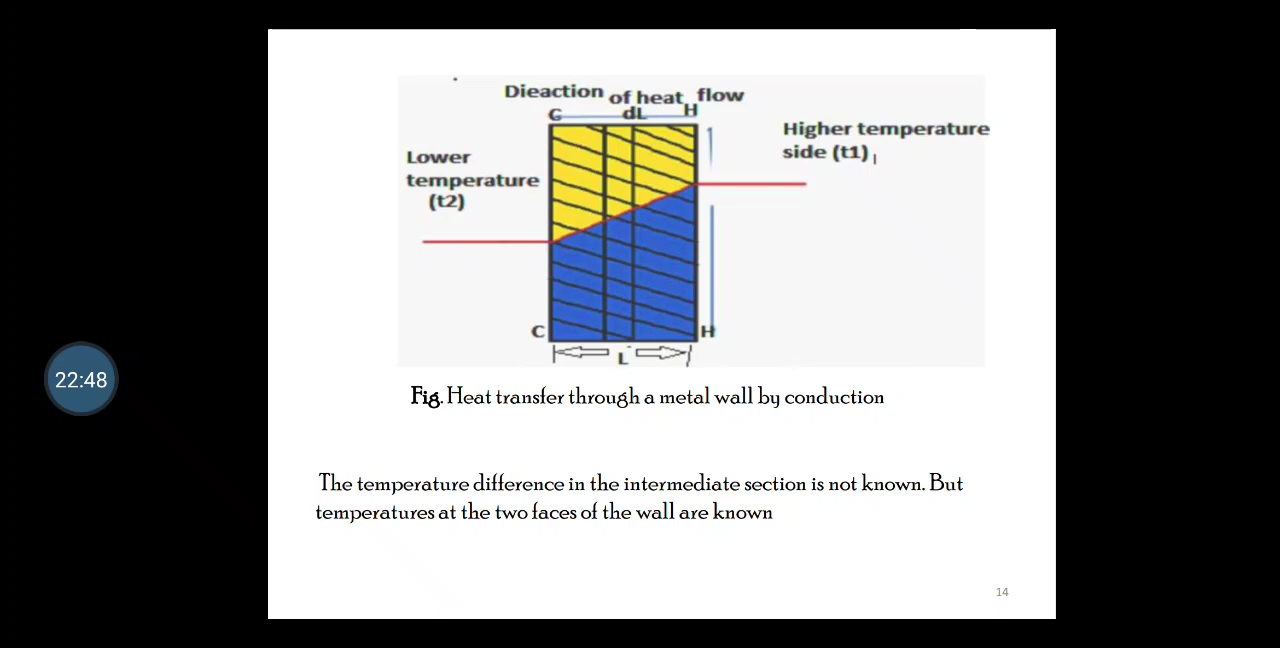 Dieaction of heat flow
C dL H
Higher temperature
side (t1)
Lower
temperature
(t2)
C H
L
Fig. Heat transfer through a metal wall by conduction
The temperature difference in the intermediate section is not known. But
temperatures at the two faces of the wall are known
22:48
14